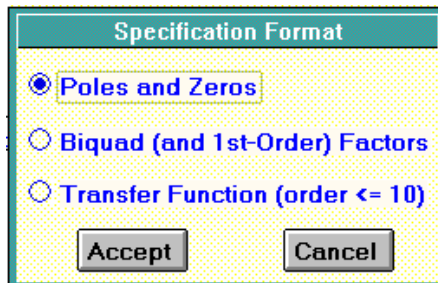 Specification Format
Poles and Zeros
Biquad (and 1st-Order) Factors
Transfer Function (order <= 10)
Accept Cancel